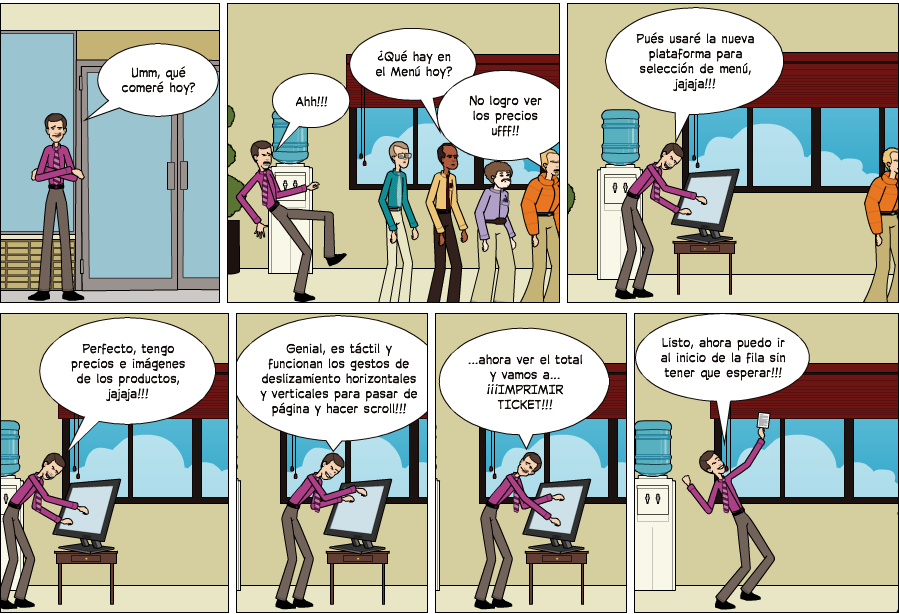 Umm, qué
comeré hoy?
Ahh!!!
¿Qué hay en
el Menú hoy?
No logro ver
los precios
ufff!!
Pués usaré la nueva
plataforma para
selección de menú,
jajaja!!!
Perfecto, tengo
precios e imágenes
de los productos,
jajaja!!!
Genial, es táctil y
funcionan los gestos de
deslizamiento horizontales
y verticales para pasar de
página y hacer scroll!!!
...ahora ver el total
y vamos a...
¡¡¡IMPRIMIR
TICKET!!!
Listo, ahora puedo ir
al inicio de la fila sin
tener que esperar!!!